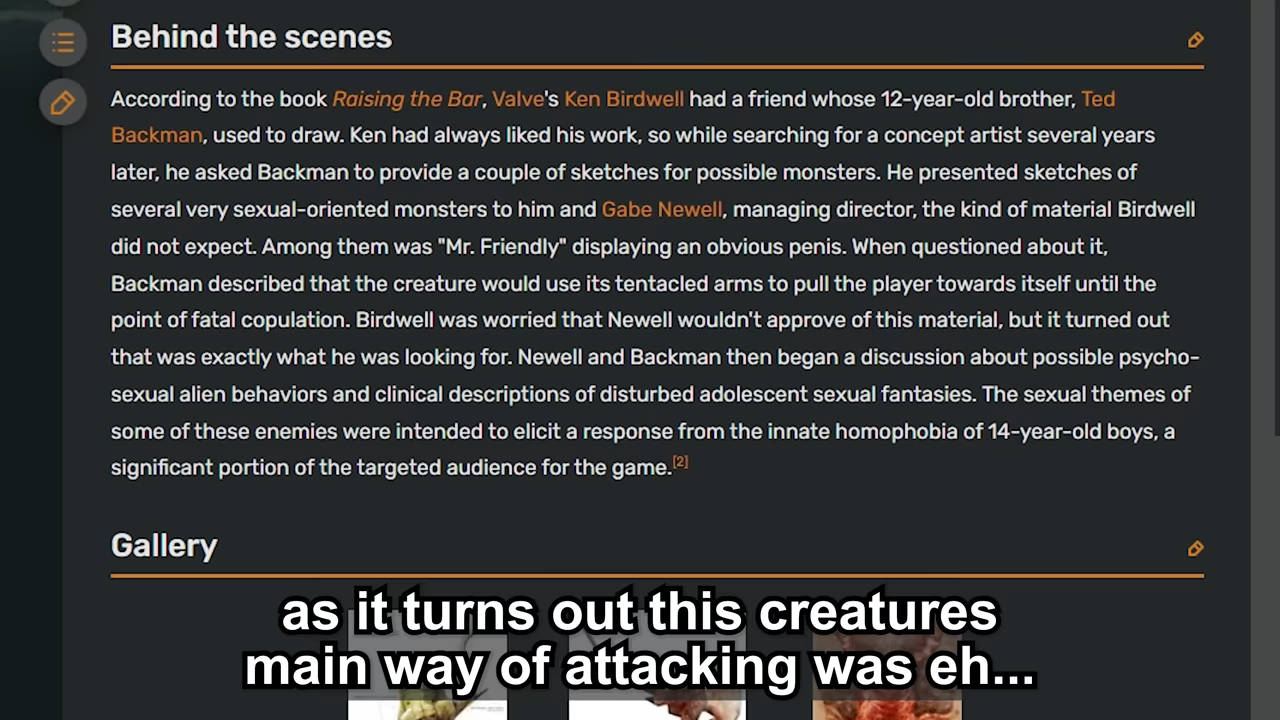 Behind the scenes
According to the book Raising the Bar, Valve's Ken Birdwell had a friend whose 12-year-old brother, Ted
Backman, used to draw. Ken had always liked his work, so while searching for a concept artist several years
later, he asked Backman to provide a couple of sketches for possible monsters. He presented sketches of
several very sexual-oriented monsters to him and Gabe Newell, managing director, the kind of material Birdwell
did not expect. Among them was "Mr. Friendly" displaying an obvious penis. When questioned about it,
Backman described that the creature would use its tentacled arms to pull the player towards itself until the
point of fatal copulation. Birdwell was worried that Newell wouldn't approve of this material, but it turned out
that was exactly what he was looking for. Newell and Backman then began a discussion about possible psycho-
sexual alien behaviors and clinical descriptions of disturbed adolescent sexual fantasies. The sexual themes of
some of these enemies were intended to elicit a response from the innate homophobia of 14-year-old boys, a
significant portion of the targeted audience for the game.[2]
Gallery
as it turns out this creatures
main way of attacking was eh...